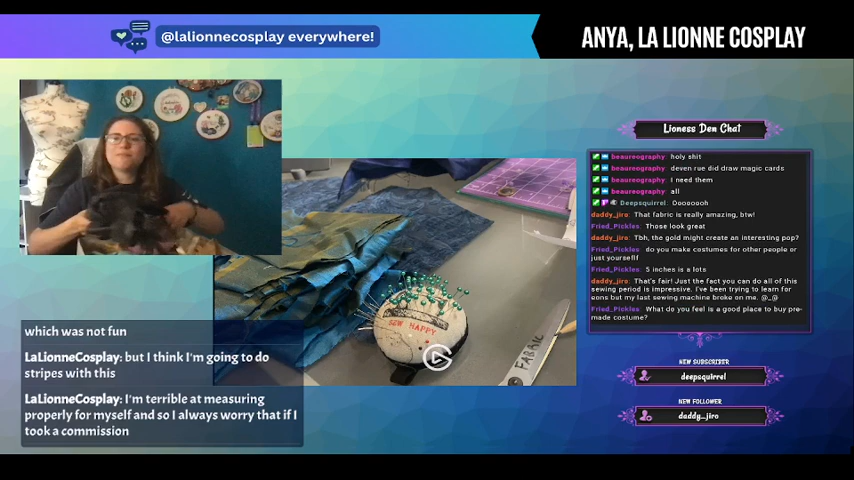 @lalionnecosplay everywhere!
ANYA, LA LIONNE COSPLAY
Lioness Den Chat
beaureography: holy shit
beaureography: deven rue did draw magic cards
beaureography: I need them
beaureography: all
Deepsquirrel: Ooooooooh
daddy_jiro: That fabric is really amazing, btw!
Fried_Pickles: Those look great
daddy_jiro: Tbh, the gold might create an interesting pop?
Fried_Pickles: do you make costumes for other people or
just yourself
Fried_Pickles: 5 inches is a lots
daddy_jiro: That's fair! Just the fact you can do all of this
sewing period is impressive. I've been trying to learn for
eons but my last sewing machine broke on me. @_@
Fried_Pickles: What do you feel is a good place to buy pre-
made costume?
SEW HAPPY
FABRIC
which was not fun
LaLionneCosplay: but I think I'm going to do
stripes with this
LaLionneCosplay: I'm terrible at measuring
properly for myself and so I always worry that if I
took a commission
NEW SUBSCRIBER
deepsquirrel
NEW FOLLOWER
daddy_jiro